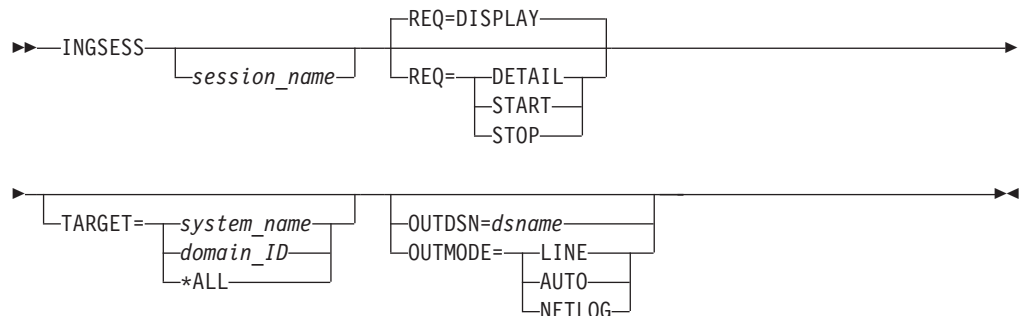 REQ=DISPLAY
INGSESS
session_name
REQ= DETAIL
START
STOP
TARGET= system_name
domain_ID
*ALL
OUTDSN=dsname
OUTMODE= LINE
AUTO
NETLOG